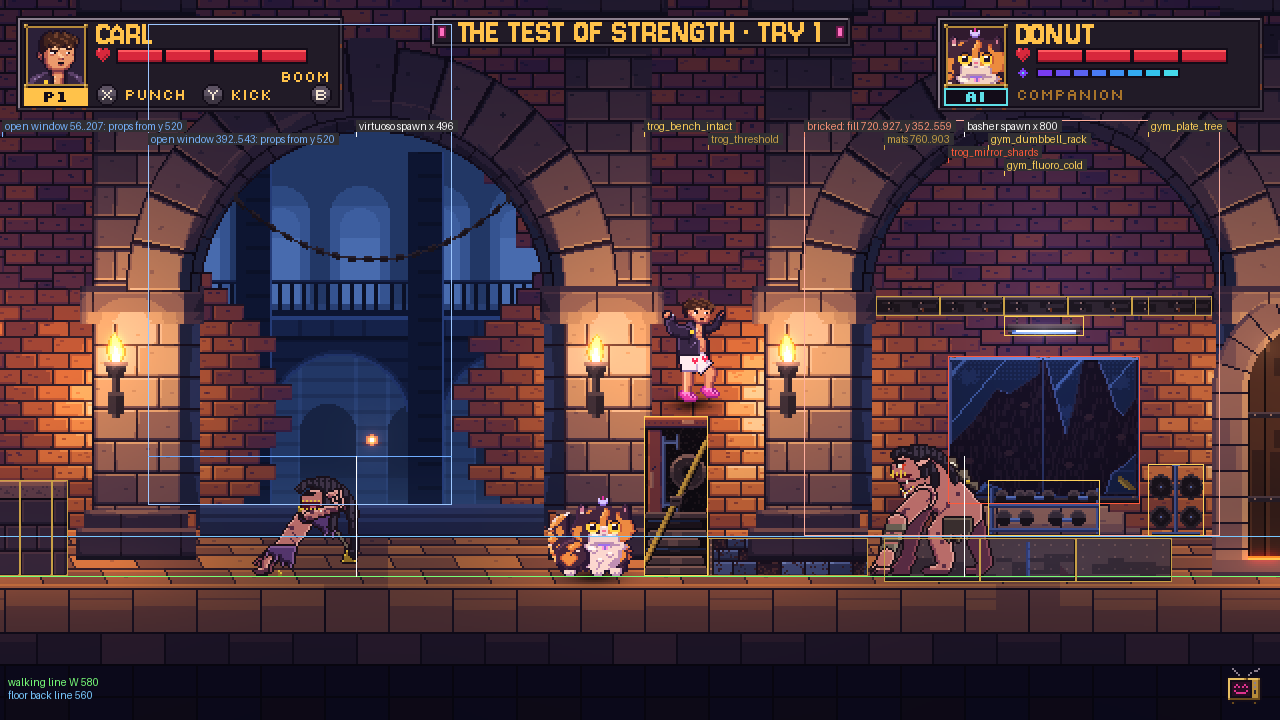 CARL
P1
X PUNCH Y KICK
BOOM
B
THE TEST OF STRENGTH · TRY 1
DONUT
AI
COMPANION
open window 56..207: props from y 520
open window 392..543: props from y 520
virtuoso spawn x 496
trog_bench_intact
trog_threshold
bricked: fill 720..927, y 352..559
mats 760..903
basher spawn x 800
gym_dumbbell_rack
trog_mirror_shards
gym_fluoro_cold
gym_plate_tree
walking line W 580
floor back line 560